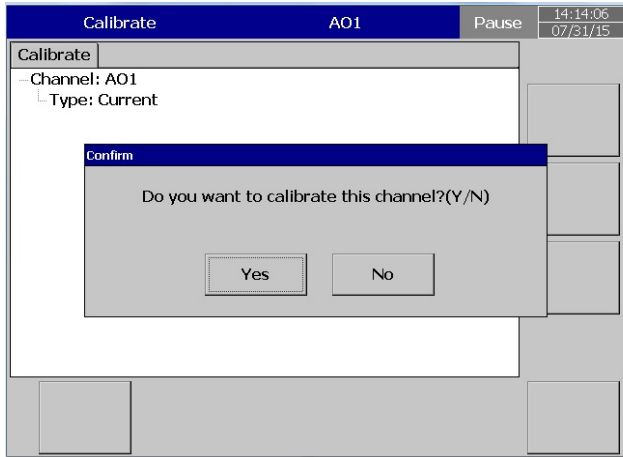 Calibrate AO1 Pause 14:14:06
07/31/15
Calibrate
Channel: AO1
Type: Current
Confirm
Do you want to calibrate this channel?(Y/N)
Yes No